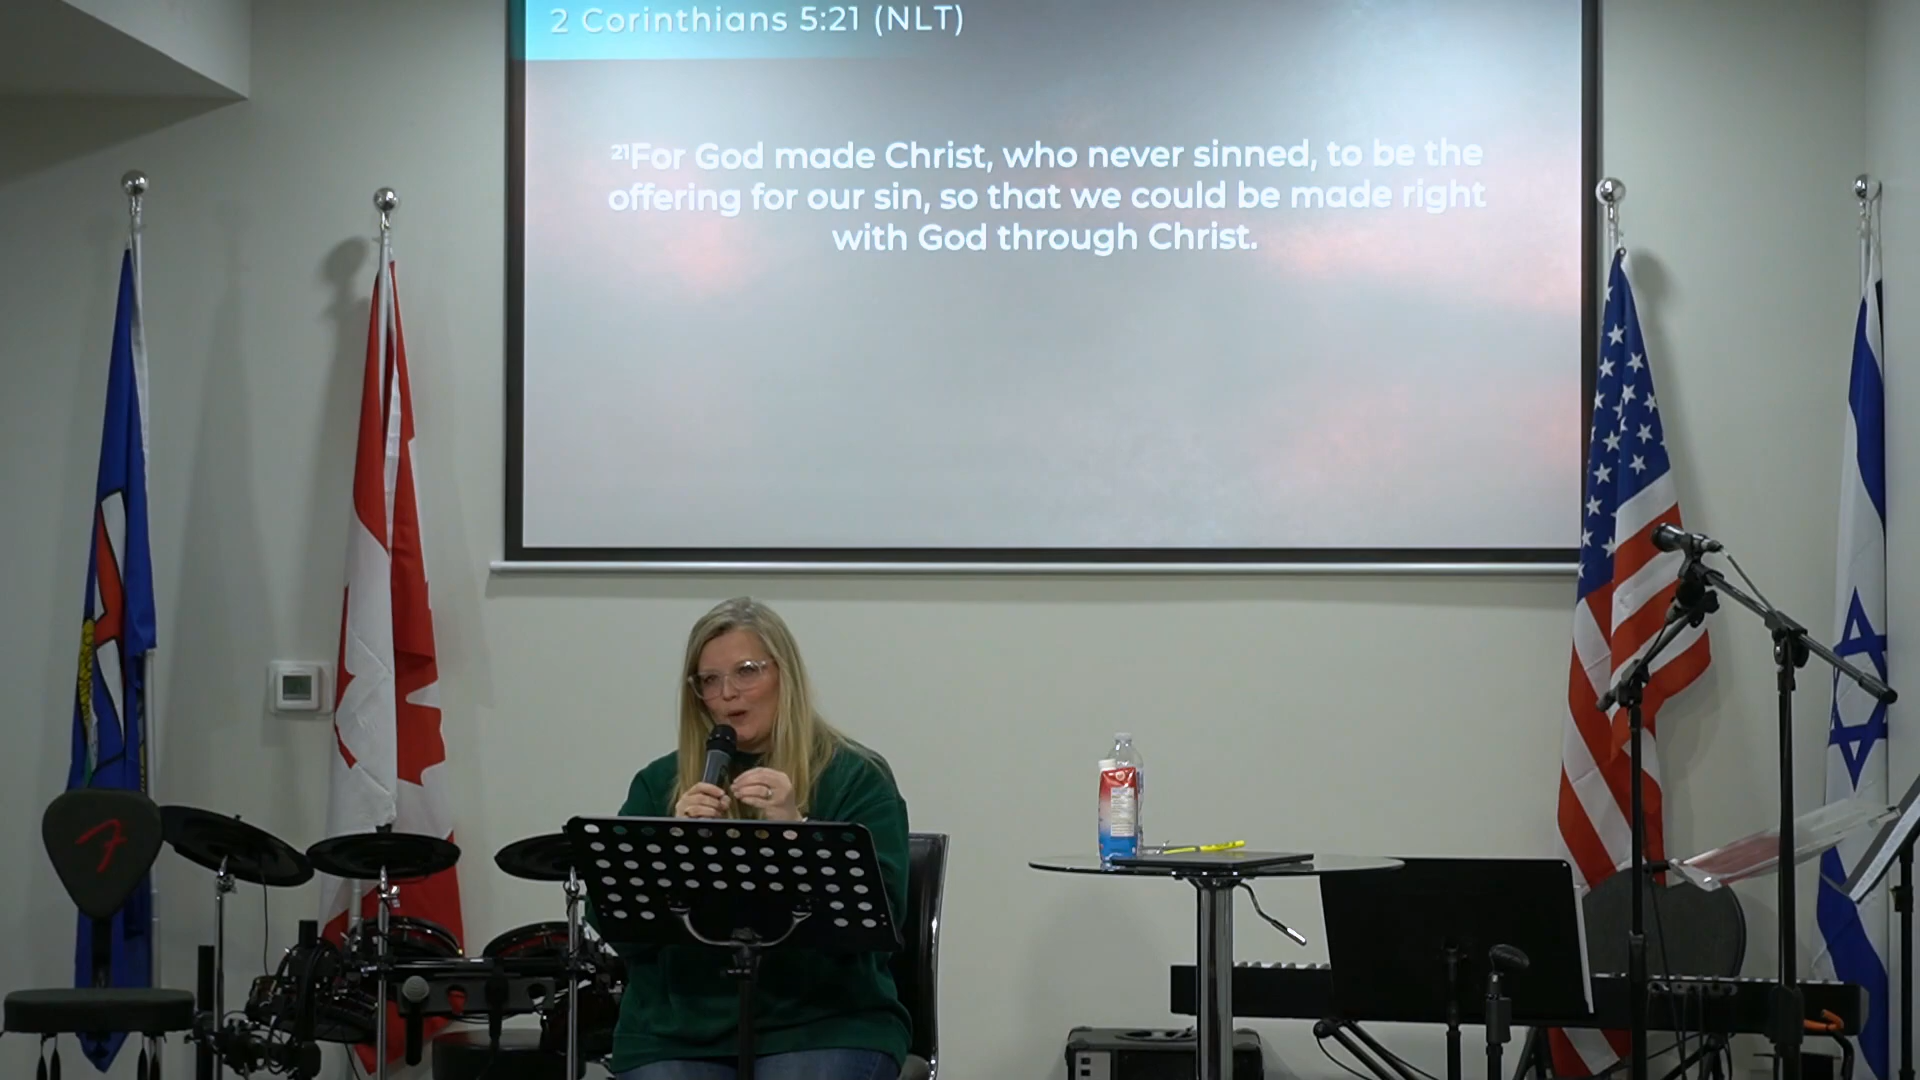 2 Corinthians 5:21 (NLT)
²¹For God made Christ, who never sinned, to be the
offering for our sin, so that we could be made right
with God through Christ.